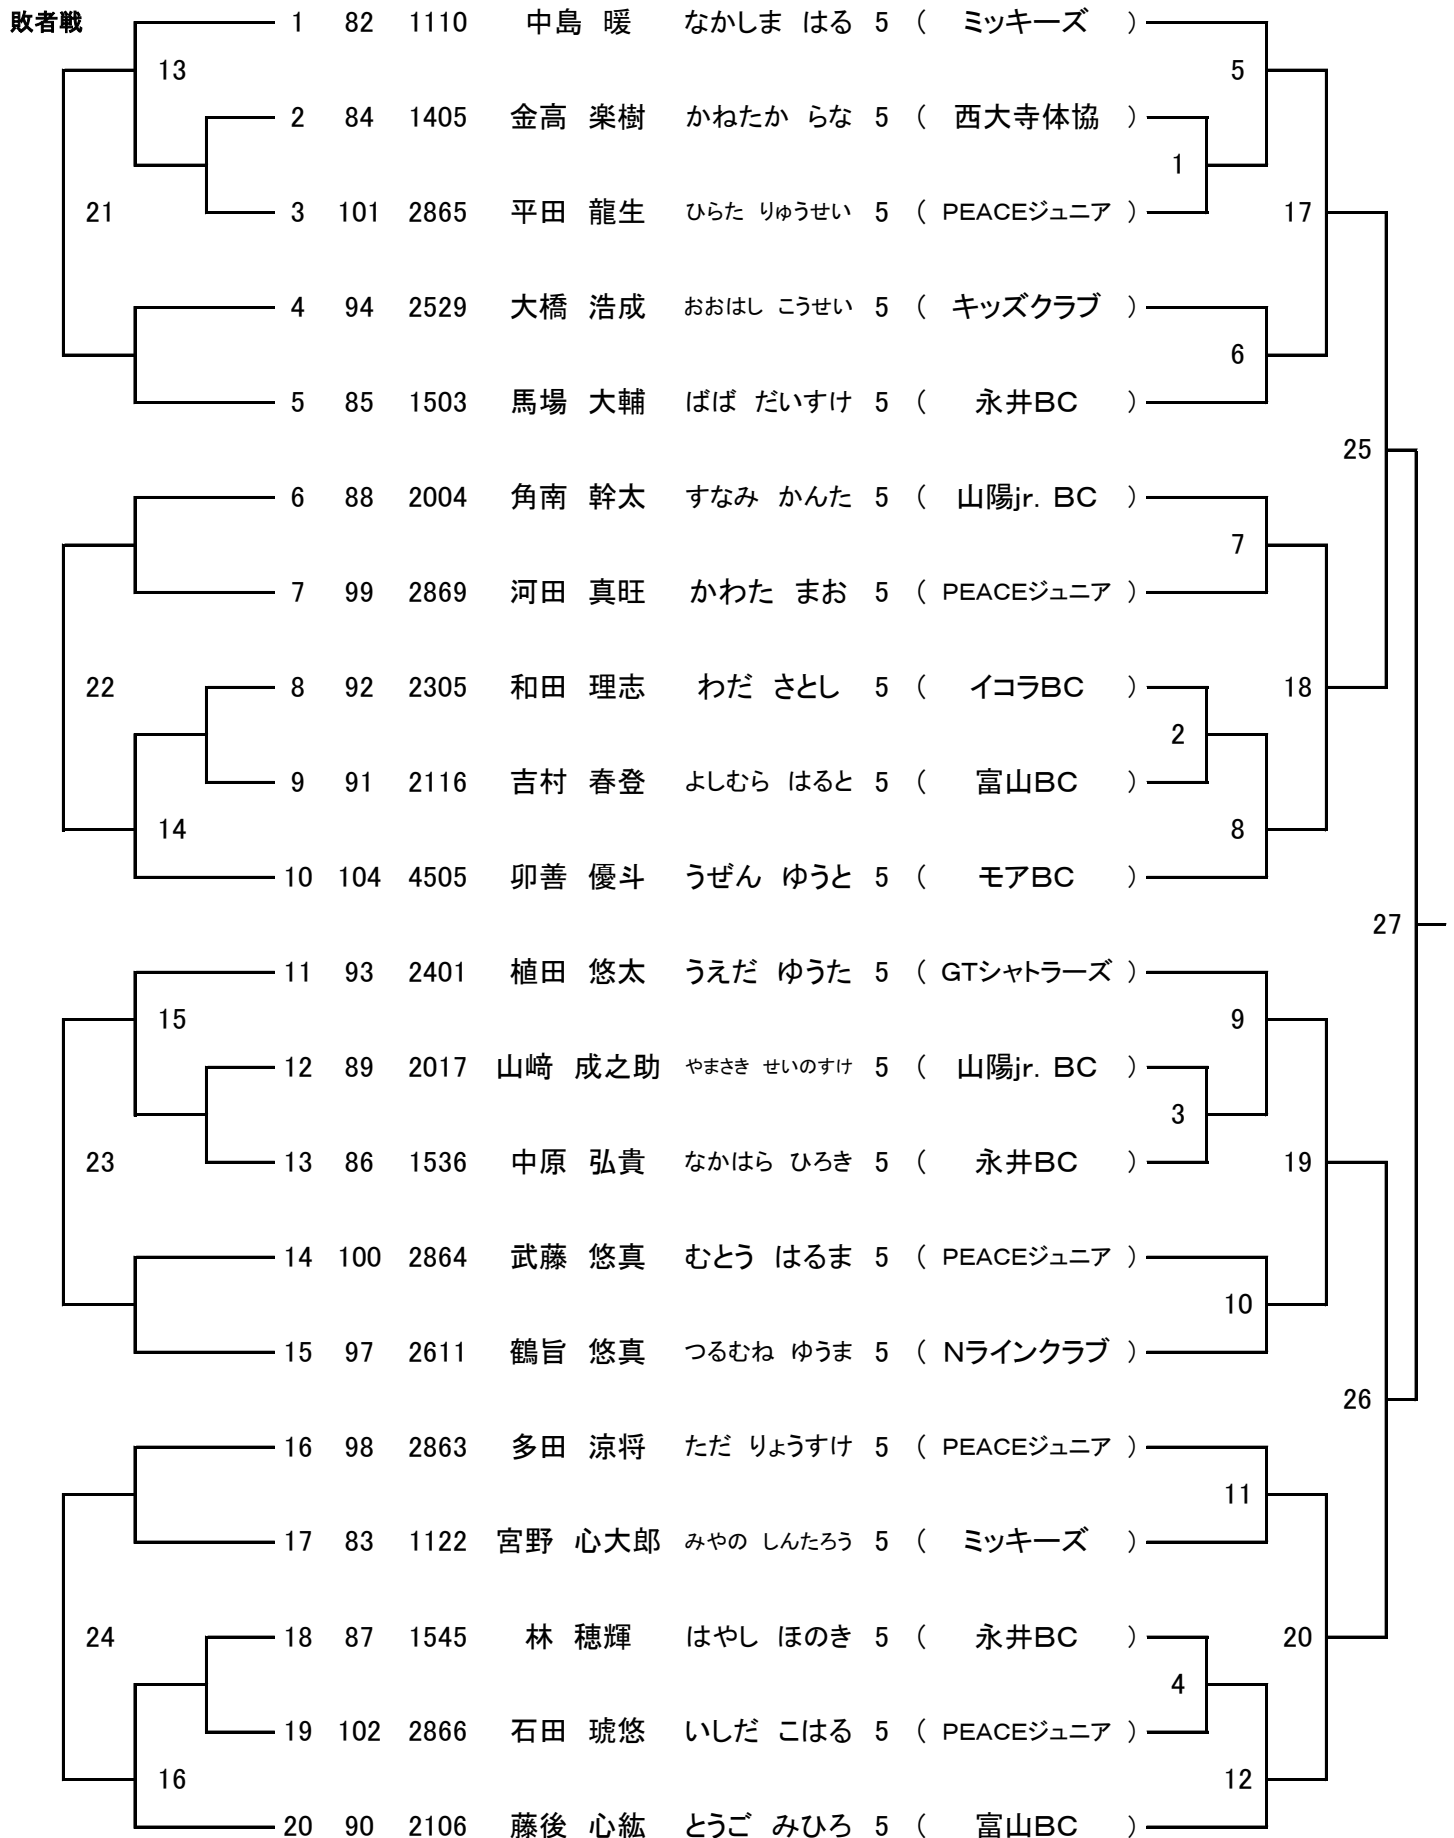 敗者戦 1 82 1110 中島 暖 なかしま はる 5 ( ミッキーズ )
13 5
2 84 1405 金高 楽樹 かねたか らな 5 ( 西大寺体協 )
1
21 3 101 2865 平田 龍生 ひらた りゅうせい 5 ( PEACEジュニア ) 17
4 94 2529 大橋 浩成 おおはし こうせい 5 ( キッズクラブ )
6
5 85 1503 馬場 大輔 ばば だいすけ 5 ( 永井BC )
25
6 88 2004 角南 幹太 すなみ かんた 5 ( 山陽jr. BC )
7
7 99 2869 河田 真旺 かわた まお 5 ( PEACEジュニア )
22 8 92 2305 和田 理志 わだ さとし 5 ( イコラBC ) 18
2
9 91 2116 吉村 春登 よしむら はると 5 ( 富山BC )
14 8
10 104 4505 卯善 優斗 うぜん ゆうと 5 ( モアBC )
27
11 93 2401 植田 悠太 うえだ ゆうた 5 ( GTシャトラーズ )
15 9
12 89 2017 山﨑 成之助 やまさき せいのすけ 5 ( 山陽jr. BC )
3
23 13 86 1536 中原 弘貴 なかはら ひろき 5 ( 永井BC ) 19
14 100 2864 武藤 悠真 むとう はるま 5 ( PEACEジュニア )
10
15 97 2611 鶴旨 悠真 つるむね ゆうま 5 ( Nラインクラブ )
26
16 98 2863 多田 涼将 ただ りょうすけ 5 ( PEACEジュニア )
11
17 83 1122 宮野 心大郎 みやの しんたろう 5 ( ミッキーズ )
24 18 87 1545 林 穂輝 はやし ほのき 5 ( 永井BC ) 20
4
19 102 2866 石田 琥悠 いしだ こはる 5 ( PEACEジュニア )
16 12
20 90 2106 藤後 心紘 とうご みひろ 5 ( 富山BC )